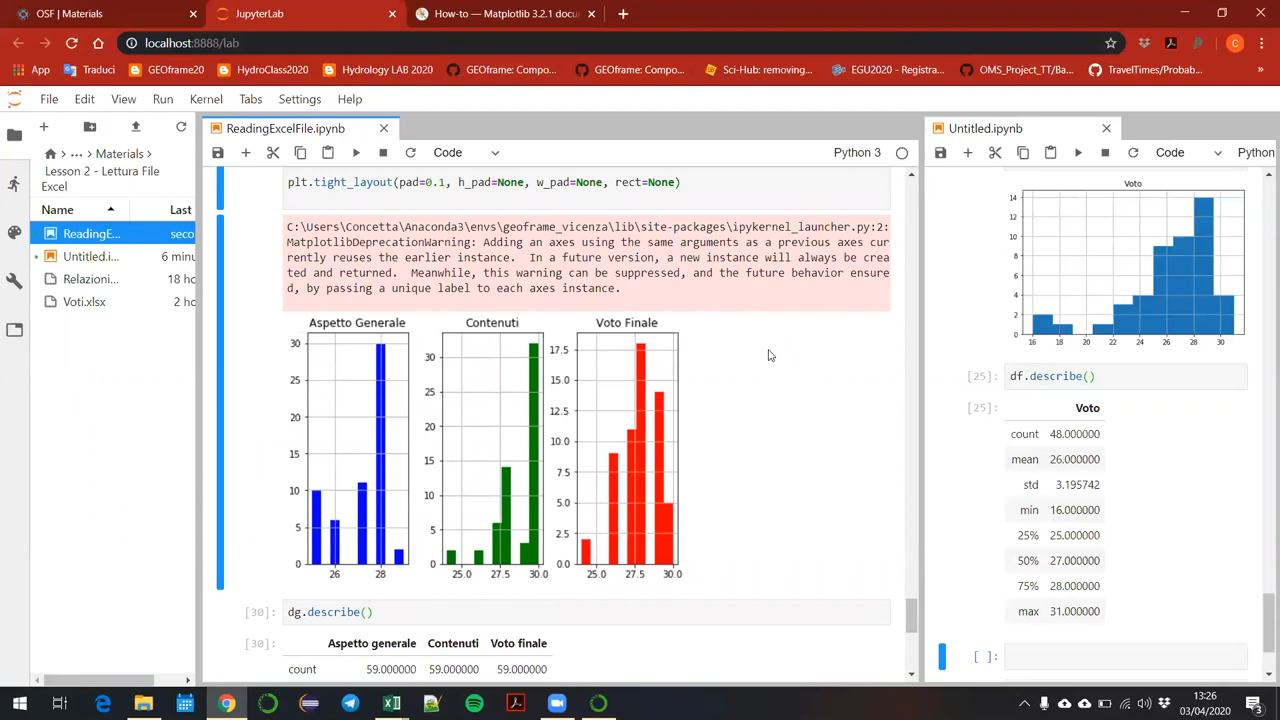 OSF | Materials
JupyterLab
How-to — Matplotlib 3.2.1 docu
localhost:8888/lab
App
Traduci
GEOframe20
HydroClass2020
Hydrology LAB 2020
GEOframe: Compo...
GEOframe: Compo...
Sci-Hub: removing...
EGU2020 - Registra...
OMS_Project_TT/Ba...
TravelTimes/Probab...
»
File Edit View Run Kernel Tabs Settings Help
Materials
Lesson 2 - Lettura File
Excel
Name Last
ReadingE... seco
Untitled.i... 6 minu
Relazioni... 18 ho
Voti.xlsx 2 ho
ReadingExcelFile.ipynb
Code
Python 3
plt.tight_layout(pad=0.1, h_pad=None, w_pad=None, rect=None)
C:\Users\Concetta\Anaconda3\envs\geoframe_vicenza\lib\site-packages\ipykernel_launcher.py:2:
MatplotlibDeprecationWarning: Adding an axes using the same arguments as a previous axes cur
rently reuses the earlier instance.  In a future version, a new instance will always be crea
ted and returned.  Meanwhile, this warning can be suppressed, and the future behavior ensure
d, by passing a unique label to each axes instance.
Aspetto Generale
30
25
20
15
10
5
0
26 28
Contenuti
30
25
20
15
10
5
0
25.0 27.5 30.0
Voto Finale
17.5
15.0
12.5
10.0
7.5
5.0
2.5
0.0
25.0 27.5 30.0
[30]: dg.describe()
[30]: Aspetto generale Contenuti Voto finale
count 59.000000 59.000000 59.000000
Untitled.ipynb
Code
Python
Voto
14
12
10
8
6
4
2
0
16 18 20 22 24 26 28 30
[25]: df.describe()
[25]: Voto
count 48.000000
mean 26.000000
std 3.195742
min 16.000000
25% 25.000000
50% 27.000000
75% 28.000000
max 31.000000
[ ]:
13:26
03/04/2020
3